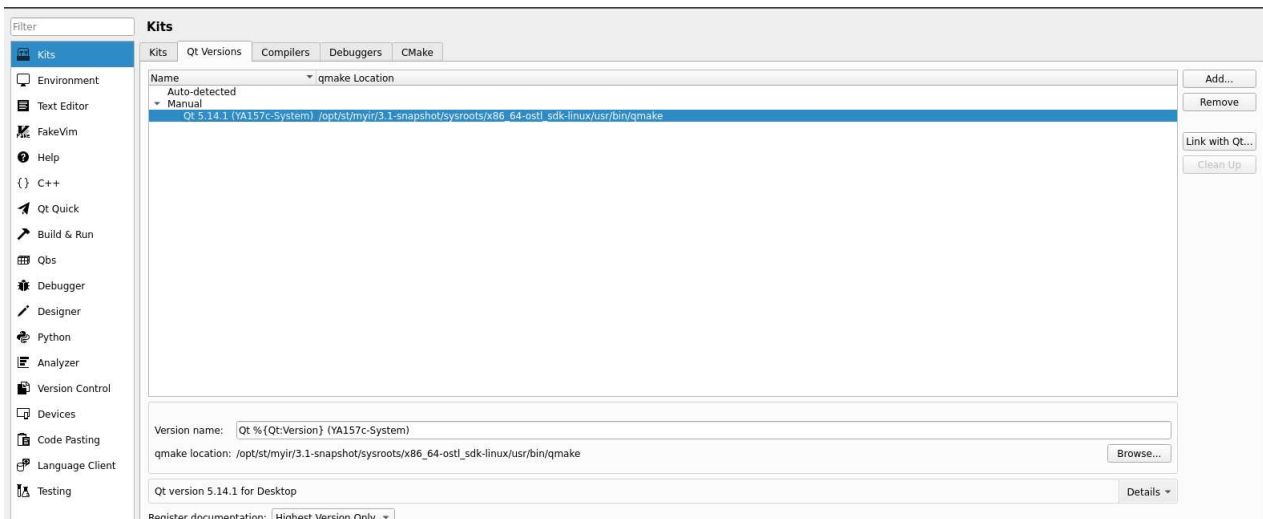 Filter
Kits
Environment
Text Editor
FakeVim
Help
{} C++
Qt Quick
Build & Run
Qbs
Debugger
Designer
Python
Analyzer
Version Control
Devices
Code Pasting
Language Client
Testing
Kits
Kits Qt Versions Compilers Debuggers CMake
Name qmake Location
Auto-detected
Manual
Qt 5.14.1 (YA157c-System) /opt/st/myir/3.1-snapshot/sysroots/x86_64-ostl_sdk-linux/usr/bin/qmake
Add...
Remove
Link with Qt...
Clean Up
Version name: Qt %{Qt:Version} (YA157c-System)
qmake location: /opt/st/myir/3.1-snapshot/sysroots/x86_64-ostl_sdk-linux/usr/bin/qmake Browse...
Qt version 5.14.1 for Desktop Details
Register documentation: Highest Version Only